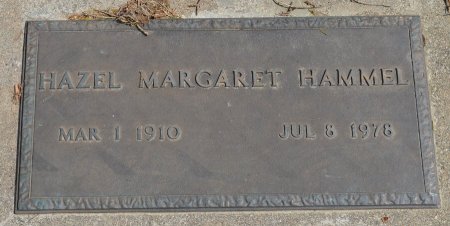 HAZEL MARGARET HAMMEL
MAR 1 1910 JUL 8 1978